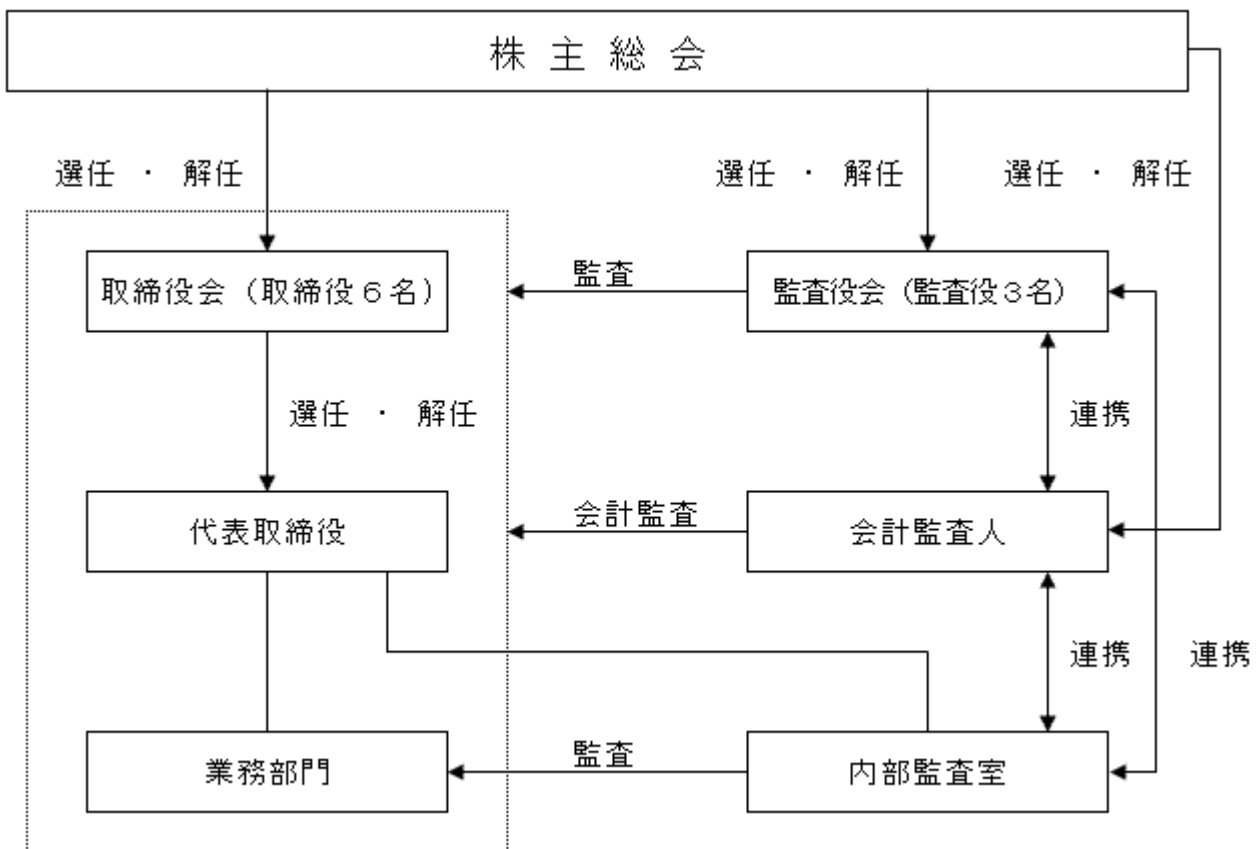 株 主 総 会
選任 ・ 解任
選任 ・ 解任
選任 ・ 解任
取締役会（取締役６名）
監査
監査役会（監査役３名）
選任 ・ 解任
連携
代表取締役
会計監査
会計監査人
連携
連携
業務部門
監査
内部監査室